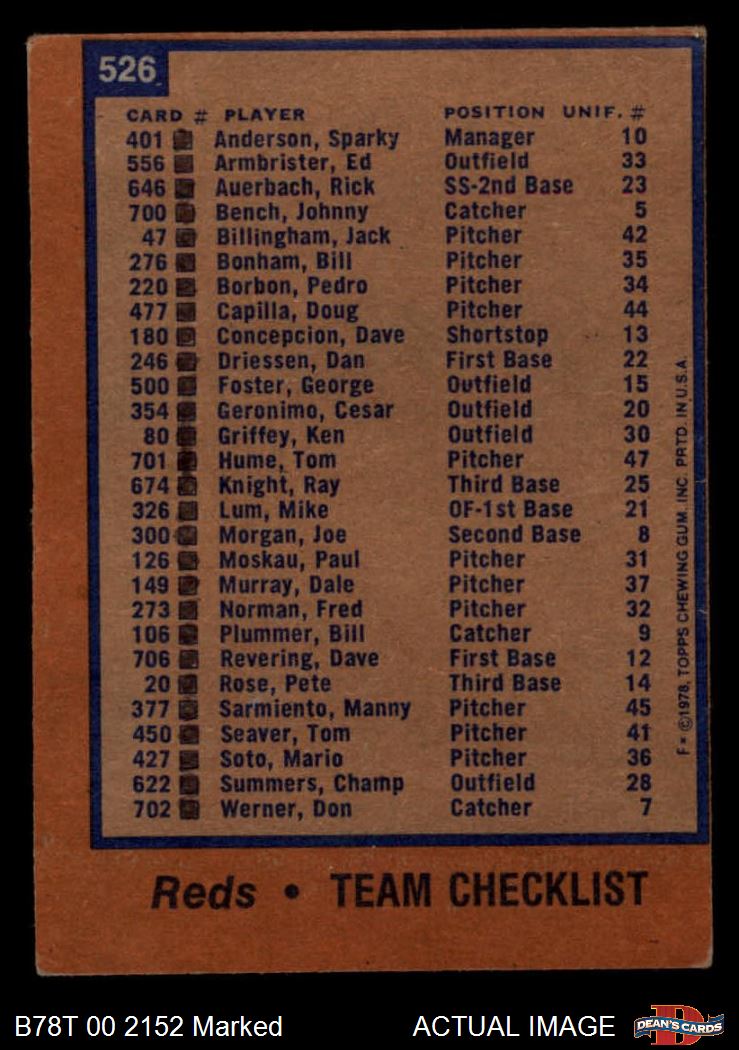 526
CARD # PLAYER POSITION UNIF. #
401 Anderson, Sparky Manager 10
556 Armbrister, Ed Outfield 33
646 Auerbach, Rick SS-2nd Base 23
700 Bench, Johnny Catcher 5
47 Billingham, Jack Pitcher 42
276 Bonham, Bill Pitcher 35
220 Borbon, Pedro Pitcher 34
477 Capilla, Doug Pitcher 44
180 Concepcion, Dave Shortstop 13
246 Driessen, Dan First Base 22
500 Foster, George Outfield 15
354 Geronimo, Cesar Outfield 20
80 Griffey, Ken Outfield 30
701 Hume, Tom Pitcher 47
674 Knight, Ray Third Base 25
326 Lum, Mike OF-1st Base 21
300 Morgan, Joe Second Base 8
126 Moskau, Paul Pitcher 31
149 Murray, Dale Pitcher 37
273 Norman, Fred Pitcher 32
106 Plummer, Bill Catcher 9
706 Revering, Dave First Base 12
20 Rose, Pete Third Base 14
377 Sarmiento, Manny Pitcher 45
450 Seaver, Tom Pitcher 41
427 Soto, Mario Pitcher 36
622 Summers, Champ Outfield 28
702 Werner, Don Catcher 7
F* ©1978, TOPPS CHEWING GUM, INC. PRTD. IN U.S.A.
Reds • TEAM CHECKLIST
B78T 00 2152 Marked ACTUAL IMAGE
D
DEAN'S CARDS